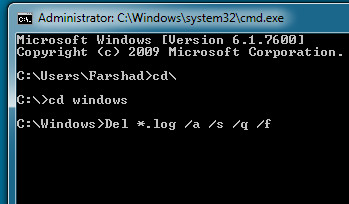 Administrator: C:\Windows\system32\cmd.exe
Microsoft Windows [Version 6.1.7600]
Copyright (c) 2009 Microsoft Corporation.
C:\Users\Farshad>cd\
C:\>cd windows
C:\Windows>Del *.log /a /s /q /f